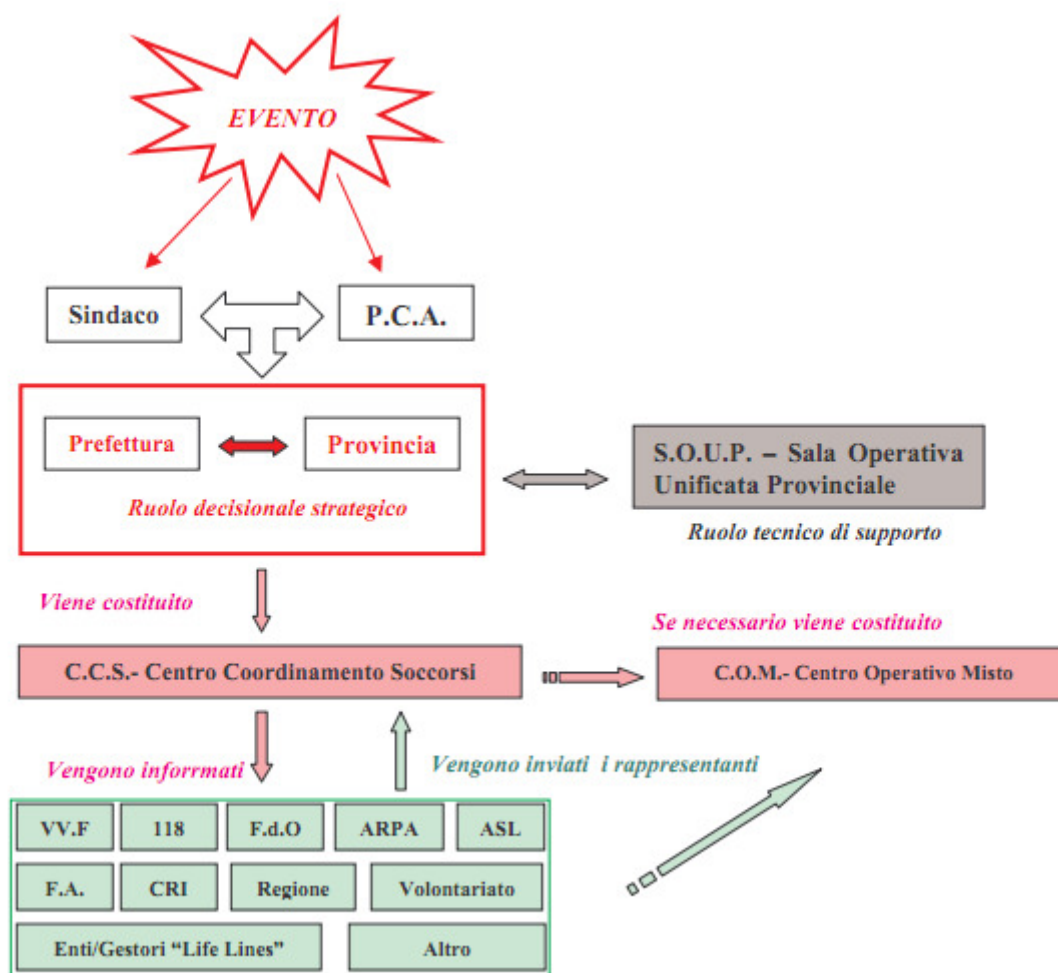 EVENTO
Sindaco
P.C.A.
Prefettura
Provincia
Ruolo decisionale strategico
S.O.U.P. – Sala Operativa
Unificata Provinciale
Ruolo tecnico di supporto
Viene costituito
Se necessario viene costituito
C.C.S.- Centro Coordinamento Soccorsi
C.O.M.- Centro Operativo Misto
Vengono inforrmati
Vengono inviati i rappresentanti
VV.F
118
F.d.O
ARPA
ASL
F.A.
CRI
Regione
Volontariato
Enti/Gestori “Life Lines”
Altro